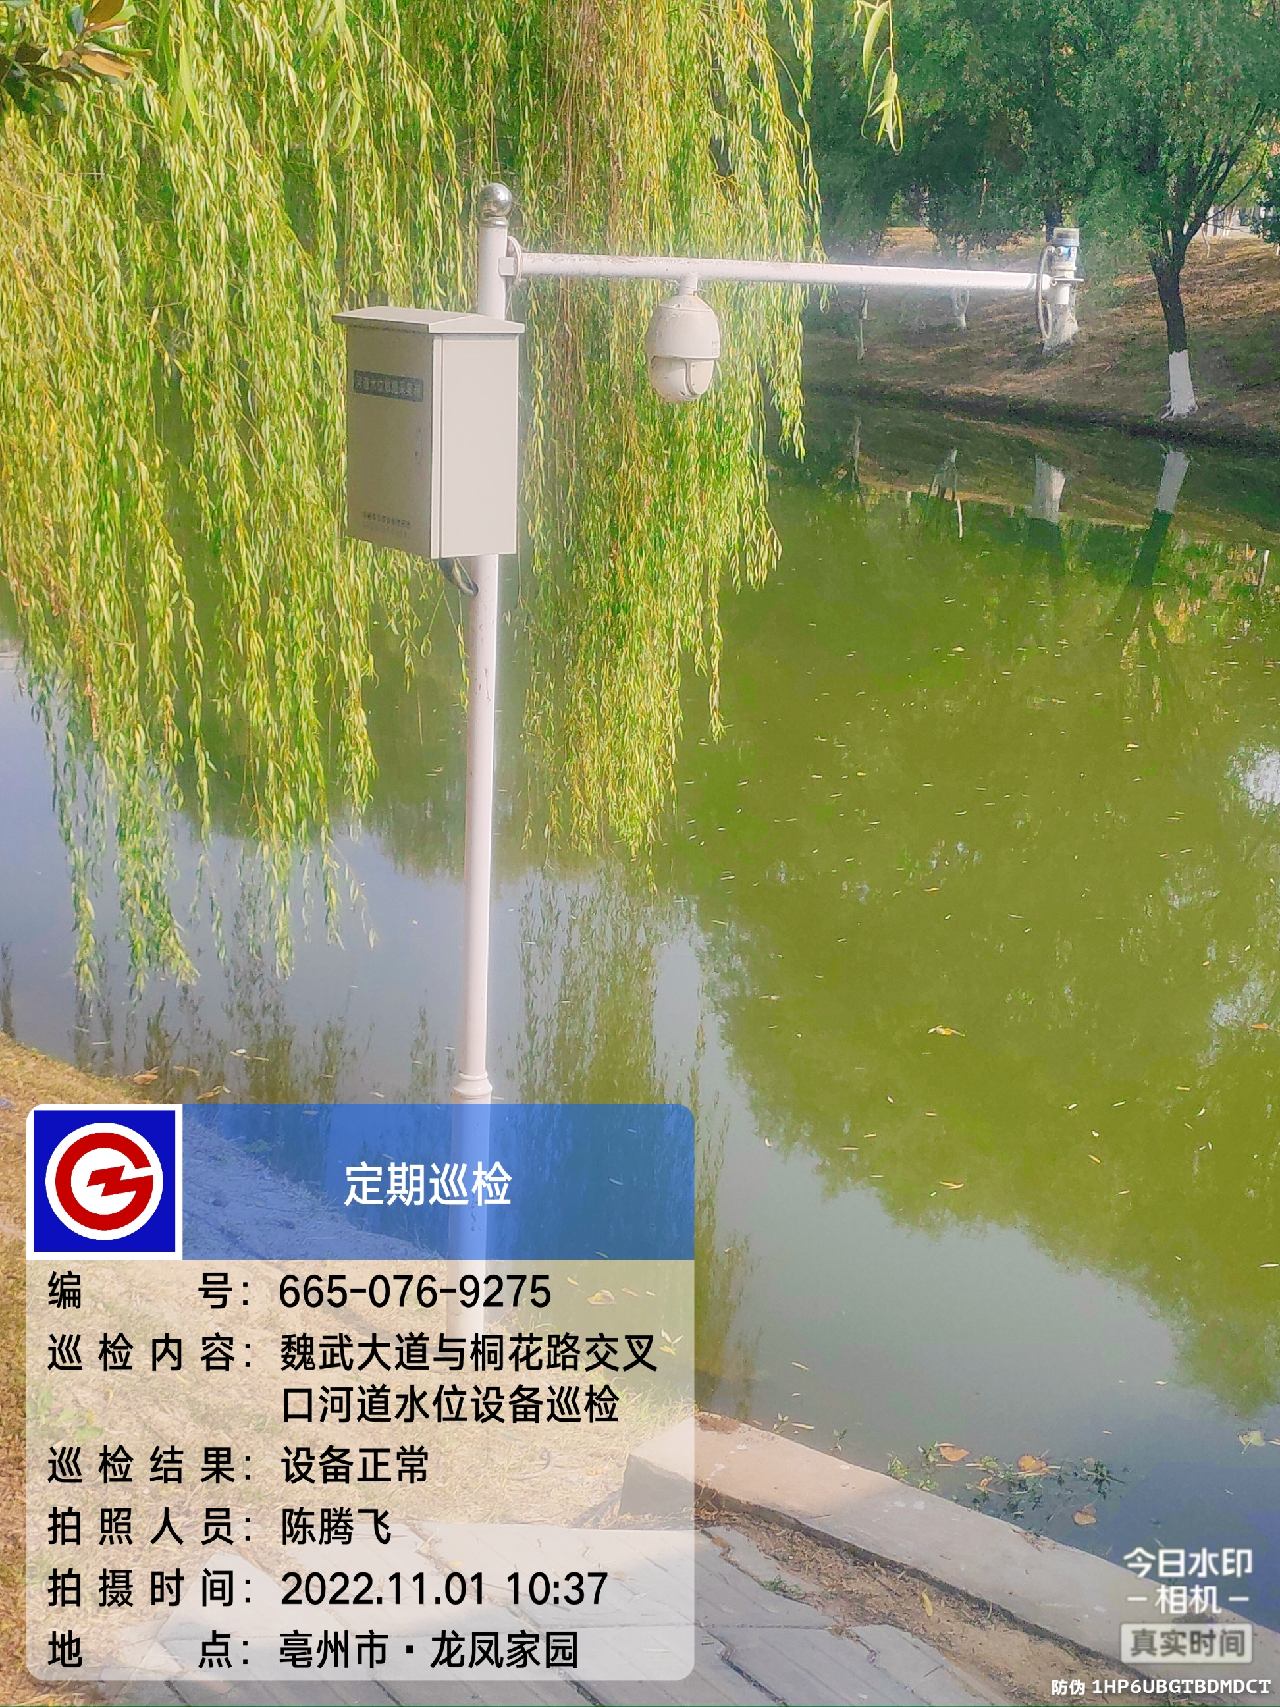 定期巡检
编号：665-076-9275
巡检内容：魏武大道与桐花路交叉
口河道水位设备巡检
巡检结果：设备正常
拍照人员：陈腾飞
拍摄时间：2022.11.01 10:37
地点：亳州市·龙凤家园
今日水印
相机
真实时间
防伪 1HP6UBGTBDMDCT